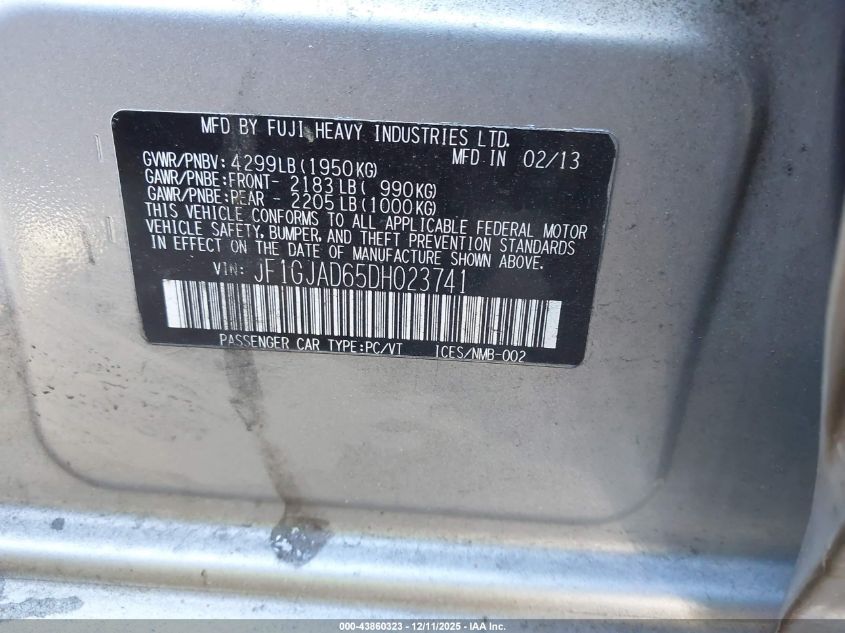 MFD BY FUJI HEAVY INDUSTRIES LTD.
MFD IN 02/13
GVWR/PNBV: 4299LB(1950KG)
GAWR/PNBE:FRONT- 2183LB( 990KG)
GAWR/PNBE:REAR - 2205LB(1000KG)
THIS VEHICLE CONFORMS TO ALL APPLICABLE FEDERAL MOTOR
VEHICLE SAFETY, BUMPER, AND THEFT PREVENTION STANDARDS
IN EFFECT ON THE DATE OF MANUFACTURE SHOWN ABOVE.
VIN: JF1GJAD65DH023741
PASSENGER CAR TYPE:PC/VT ICES/NMB-002
000-43860323 - 12/11/2025 - IAA Inc.